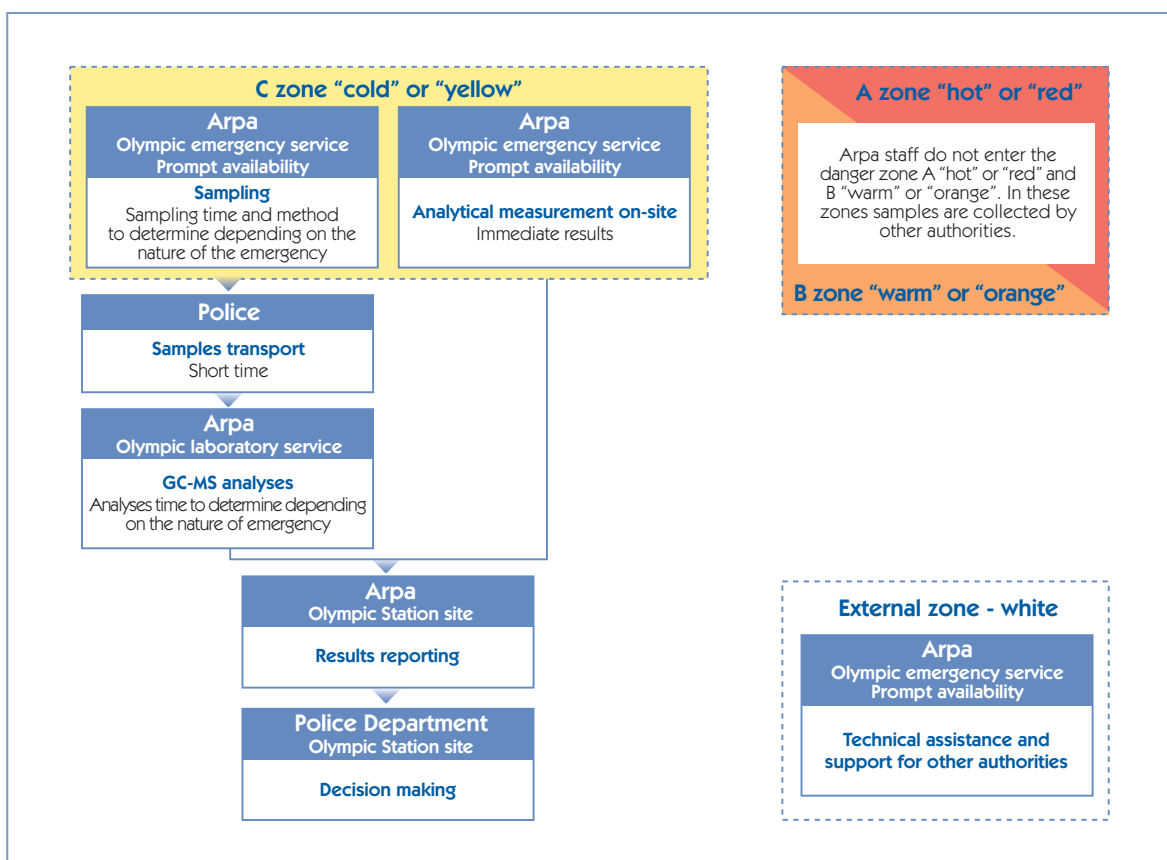 C zone “cold” or “yellow”
Arpa
Olympic emergency service
Prompt availability
Sampling
Sampling time and method
to determine depending on the
nature of the emergency
Arpa
Olympic emergency service
Prompt availability
Analytical measurement on-site
Immediate results
Police
Samples transport
Short time
Arpa
Olympic laboratory service
GC-MS analyses
Analyses time to determine depending
on the nature of emergency
Arpa
Olympic Station site
Results reporting
Police Department
Olympic Station site
Decision making
A zone “hot” or “red”
Arpa staff do not enter the
danger zone A “hot” or “red” and
B “warm” or “orange”. In these
zones samples are collected by
other authorities.
B zone “warm” or “orange”
External zone - white
Arpa
Olympic emergency service
Prompt availability
Technical assistance and
support for other authorities